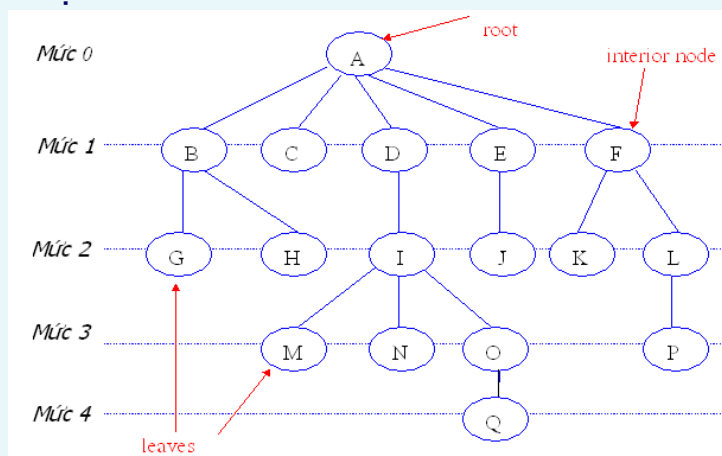 root
Mức 0
A
interior node
Mức 1
B C D E F
Mức 2
G H I J K L
Mức 3
M N O P
Mức 4
Q
leaves